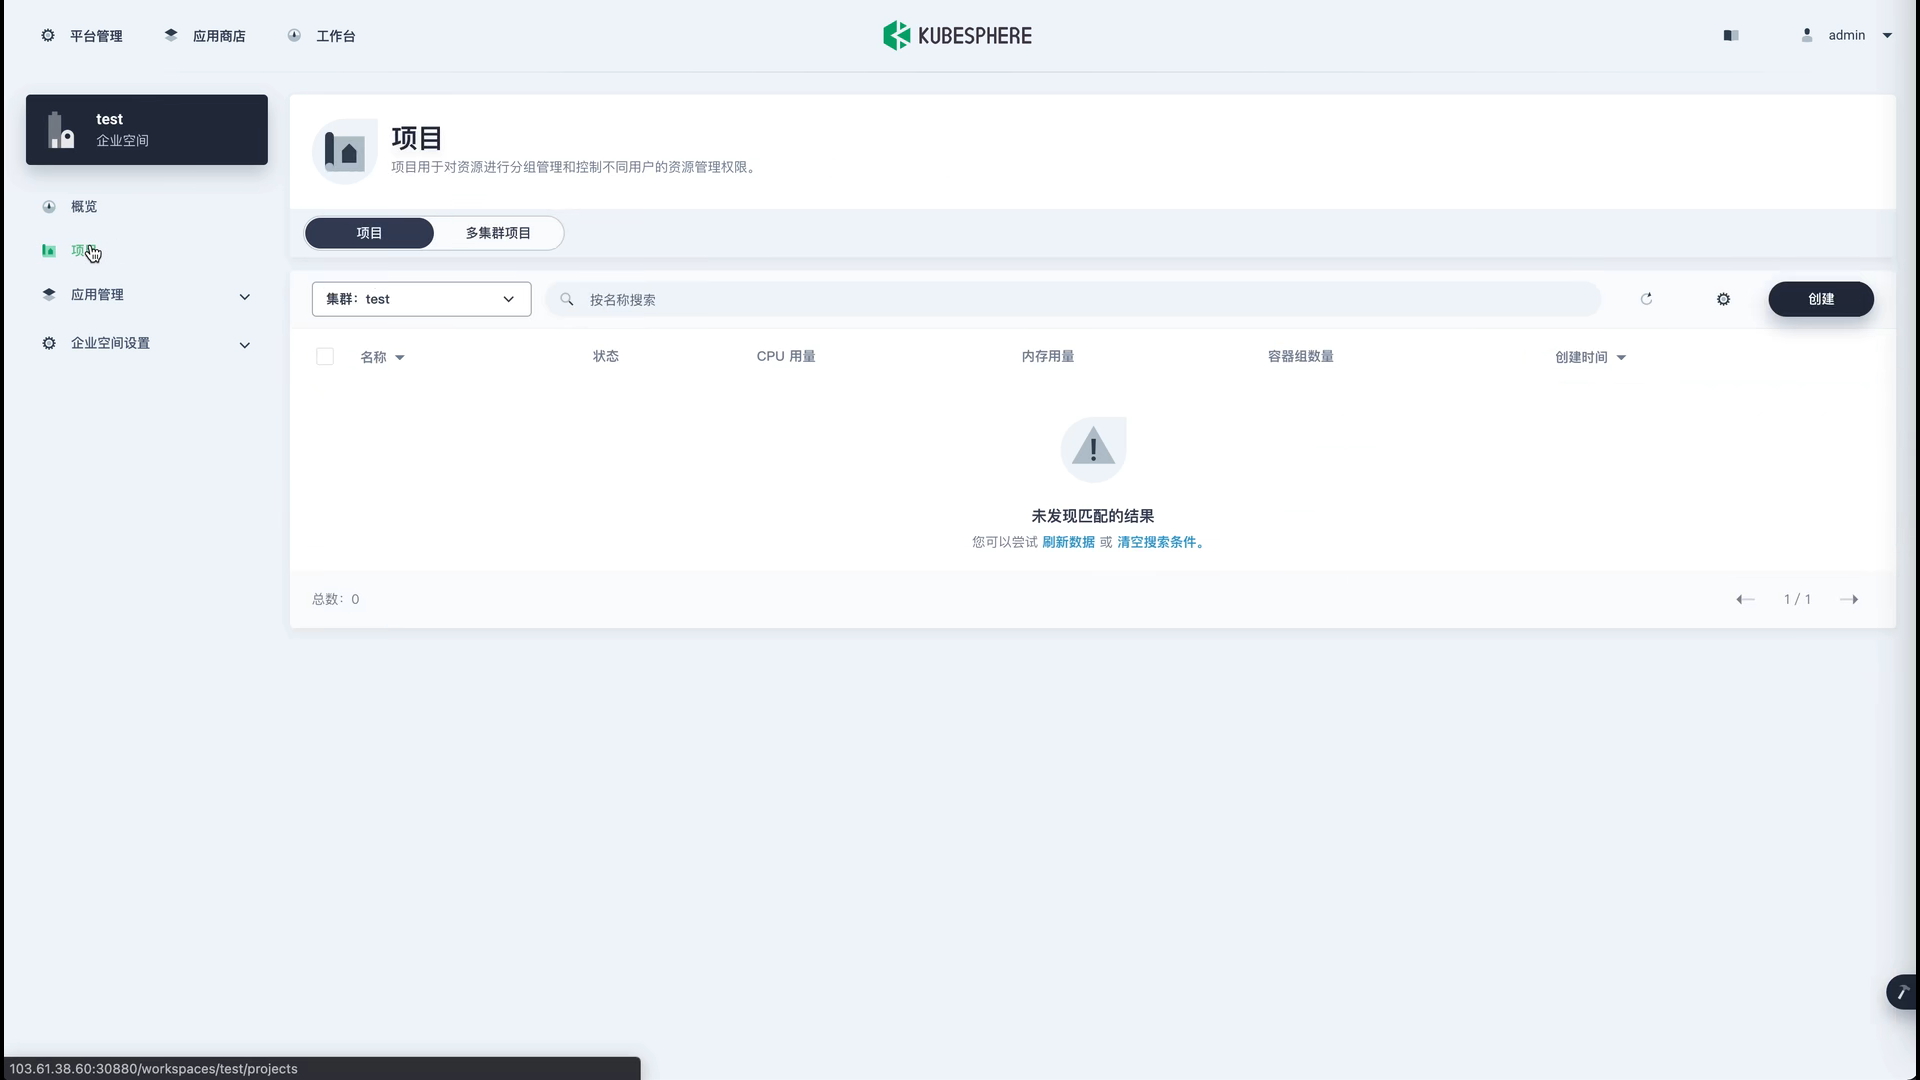 平台管理
应用商店
工作台
KUBESPHERE
admin
test
企业空间
概览
应用管理
企业空间设置
项目
项目用于对资源进行分组管理和控制不同用户的资源管理权限。
项目
多集群项目
集群：test
按名称搜索
创建
名称
状态
CPU 用量
内存用量
容器组数量
创建时间
未发现匹配的结果
您可以尝试 刷新数据 或 清空搜索条件。
总数：0
1 / 1
103.61.38.60:30880/workspaces/test/projects